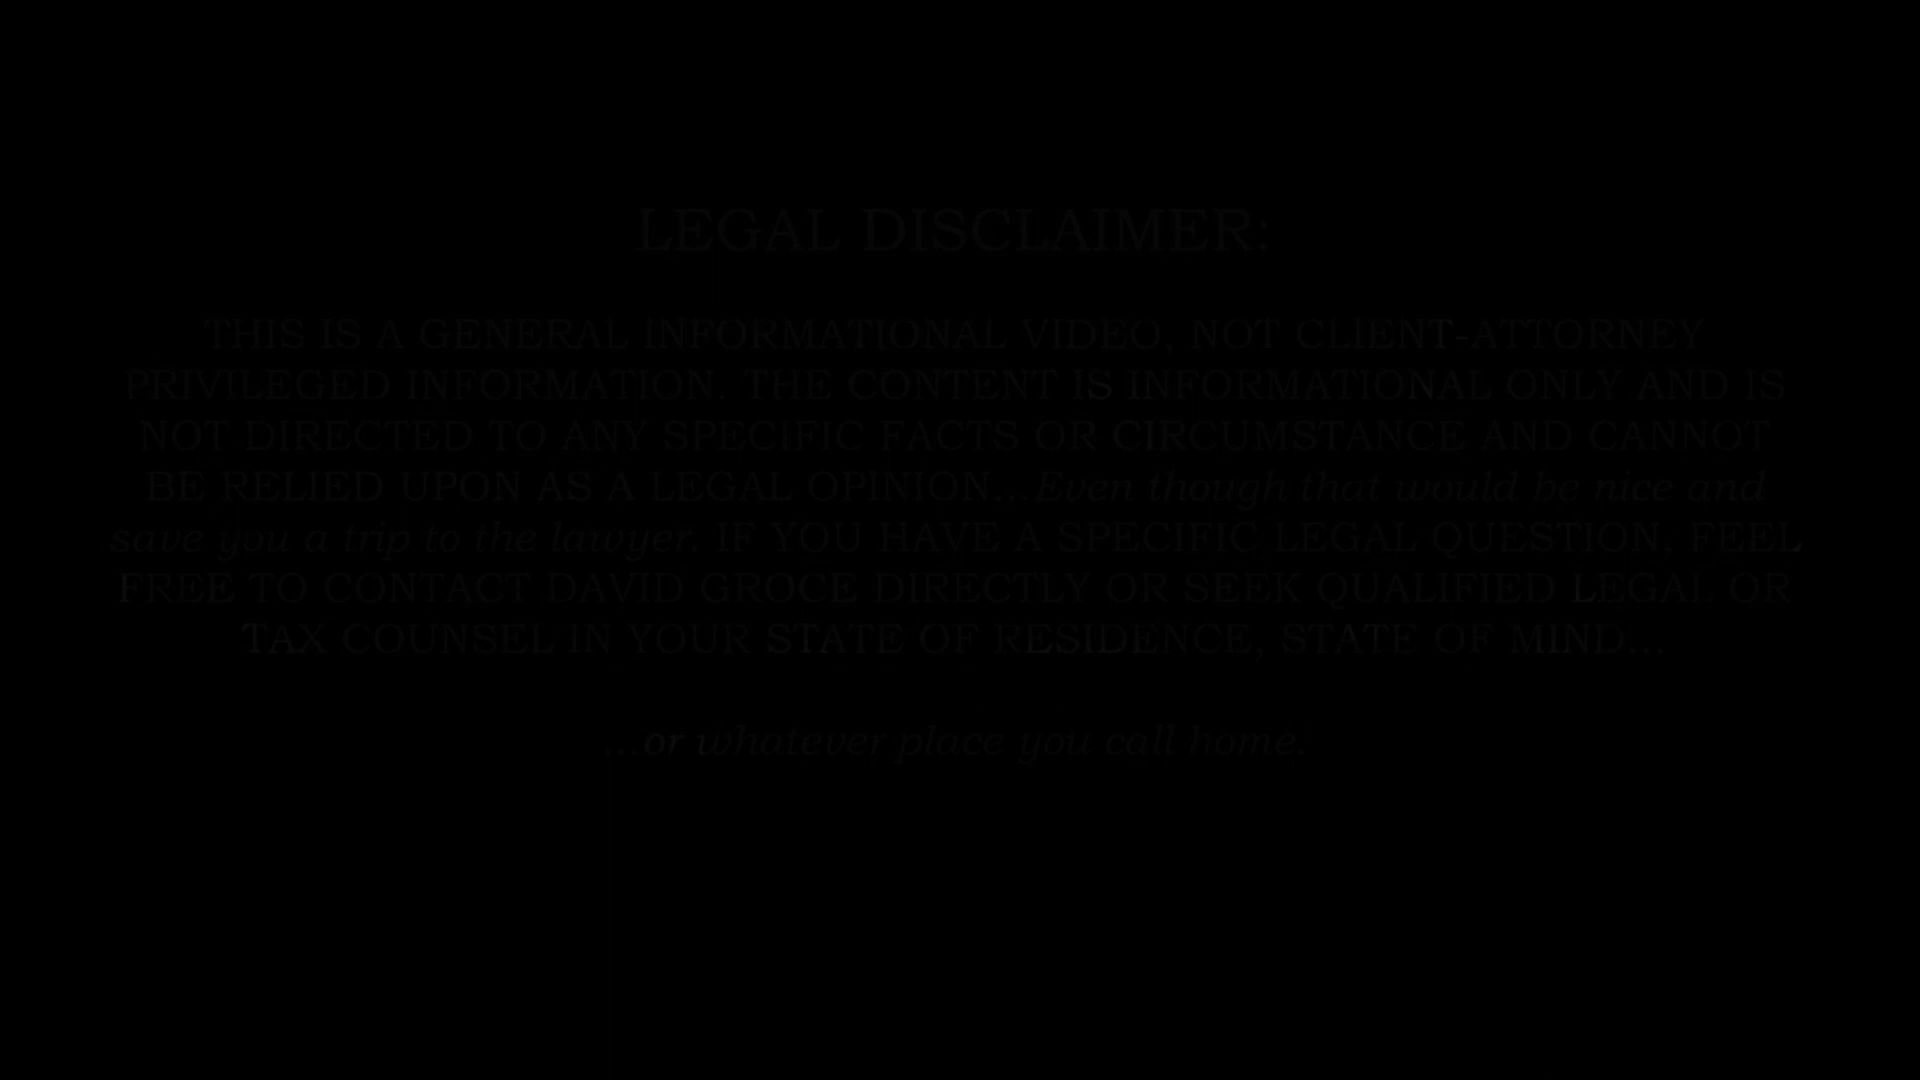 LEGAL DISCLAIMER:
THIS IS A GENERAL INFORMATIONAL VIDEO, NOT CLIENT-ATTORNEY
PRIVILEGED INFORMATION. THE CONTENT IS INFORMATIONAL ONLY AND IS
NOT DIRECTED TO ANY SPECIFIC FACTS OR CIRCUMSTANCE AND CANNOT
BE RELIED UPON AS A LEGAL OPINION...Even though that would be nice and
save you a trip to the lawyer. IF YOU HAVE A SPECIFIC LEGAL QUESTION, FEEL
FREE TO CONTACT DAVID GROCE DIRECTLY OR SEEK QUALIFIED LEGAL OR
TAX COUNSEL IN YOUR STATE OF RESIDENCE, STATE OF MIND...
...or whatever place you call home.